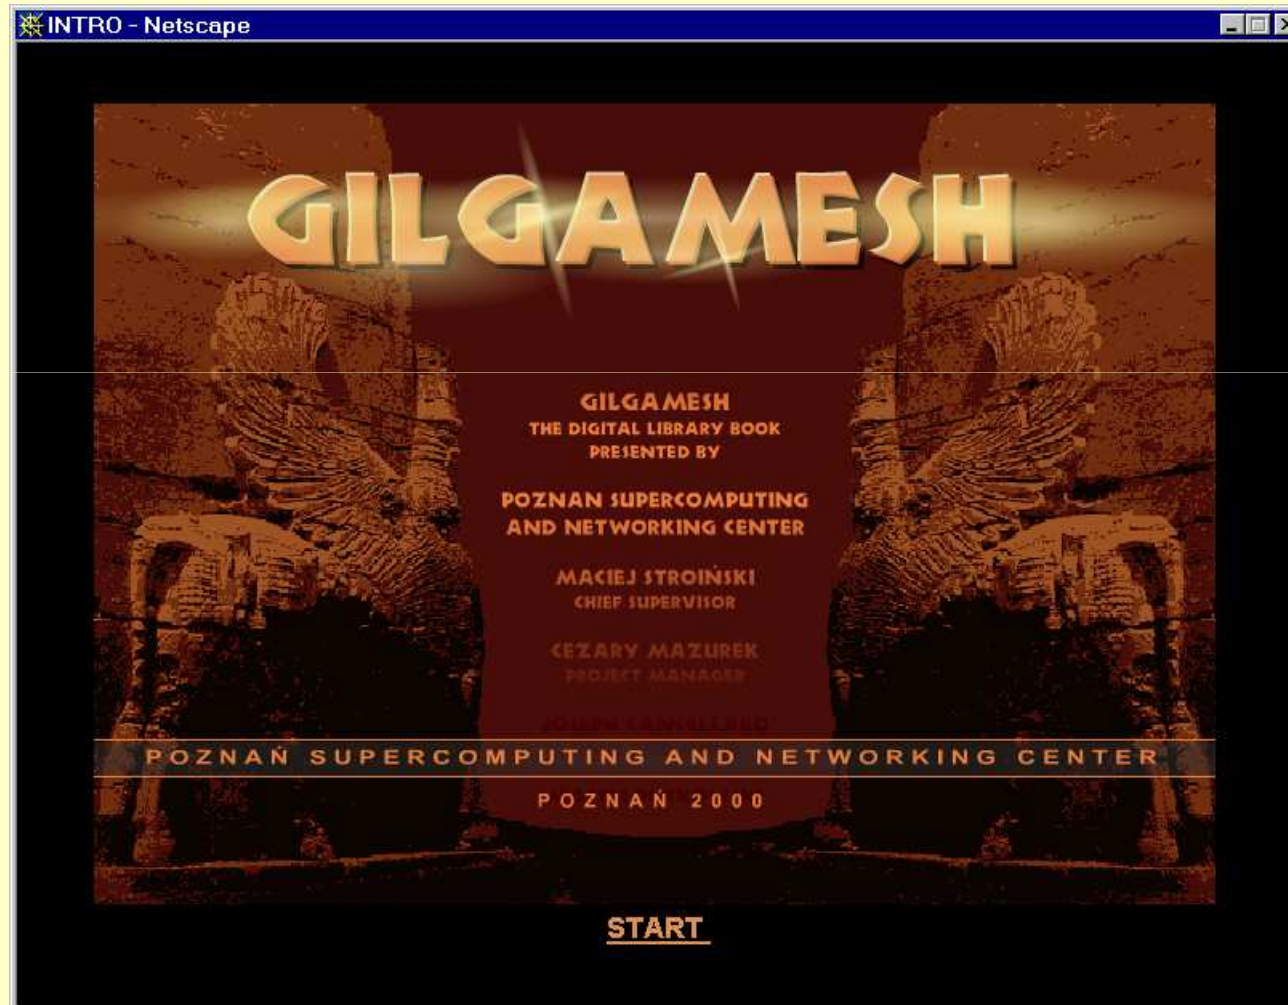 INTRO - Netscape
GILGAMESH
GILGAMESH
THE DIGITAL LIBRARY BOOK
PRESENTED BY
POZNAN SUPERCOMPUTING
AND NETWORKING CENTER
MACIEJ STROIŃSKI
CHIEF SUPERVISOR
CEZARY MAZUREK
PROJECT MANAGER
POZNAŃ SUPERCOMPUTING AND NETWORKING CENTER
POZNAŃ 2000
START